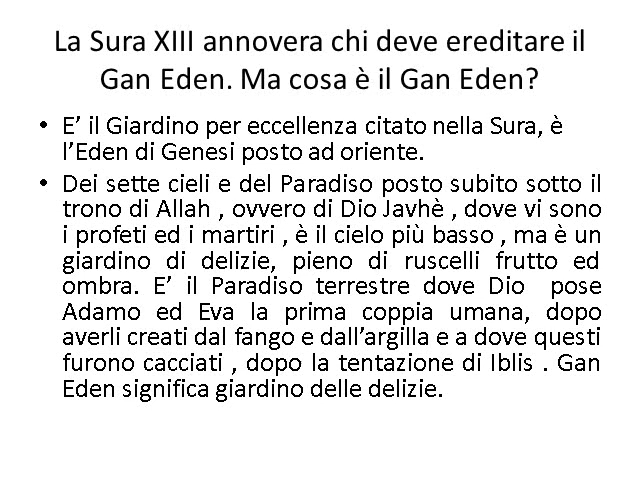 La Sura XIII annovera chi deve ereditare il
Gan Eden. Ma cosa è il Gan Eden?
• E’ il Giardino per eccellenza citato nella Sura, è
l’Eden di Genesi posto ad oriente.
• Dei sette cieli e del Paradiso posto subito sotto il
trono di Allah , ovvero di Dio Javhè , dove vi sono
i profeti ed i martiri , è il cielo più basso , ma è un
giardino di delizie, pieno di ruscelli frutto ed
ombra. E’ il Paradiso terrestre dove Dio pose
Adamo ed Eva la prima coppia umana, dopo
averli creati dal fango e dall’argilla e a dove questi
furono cacciati , dopo la tentazione di Iblis . Gan
Eden significa giardino delle delizie.